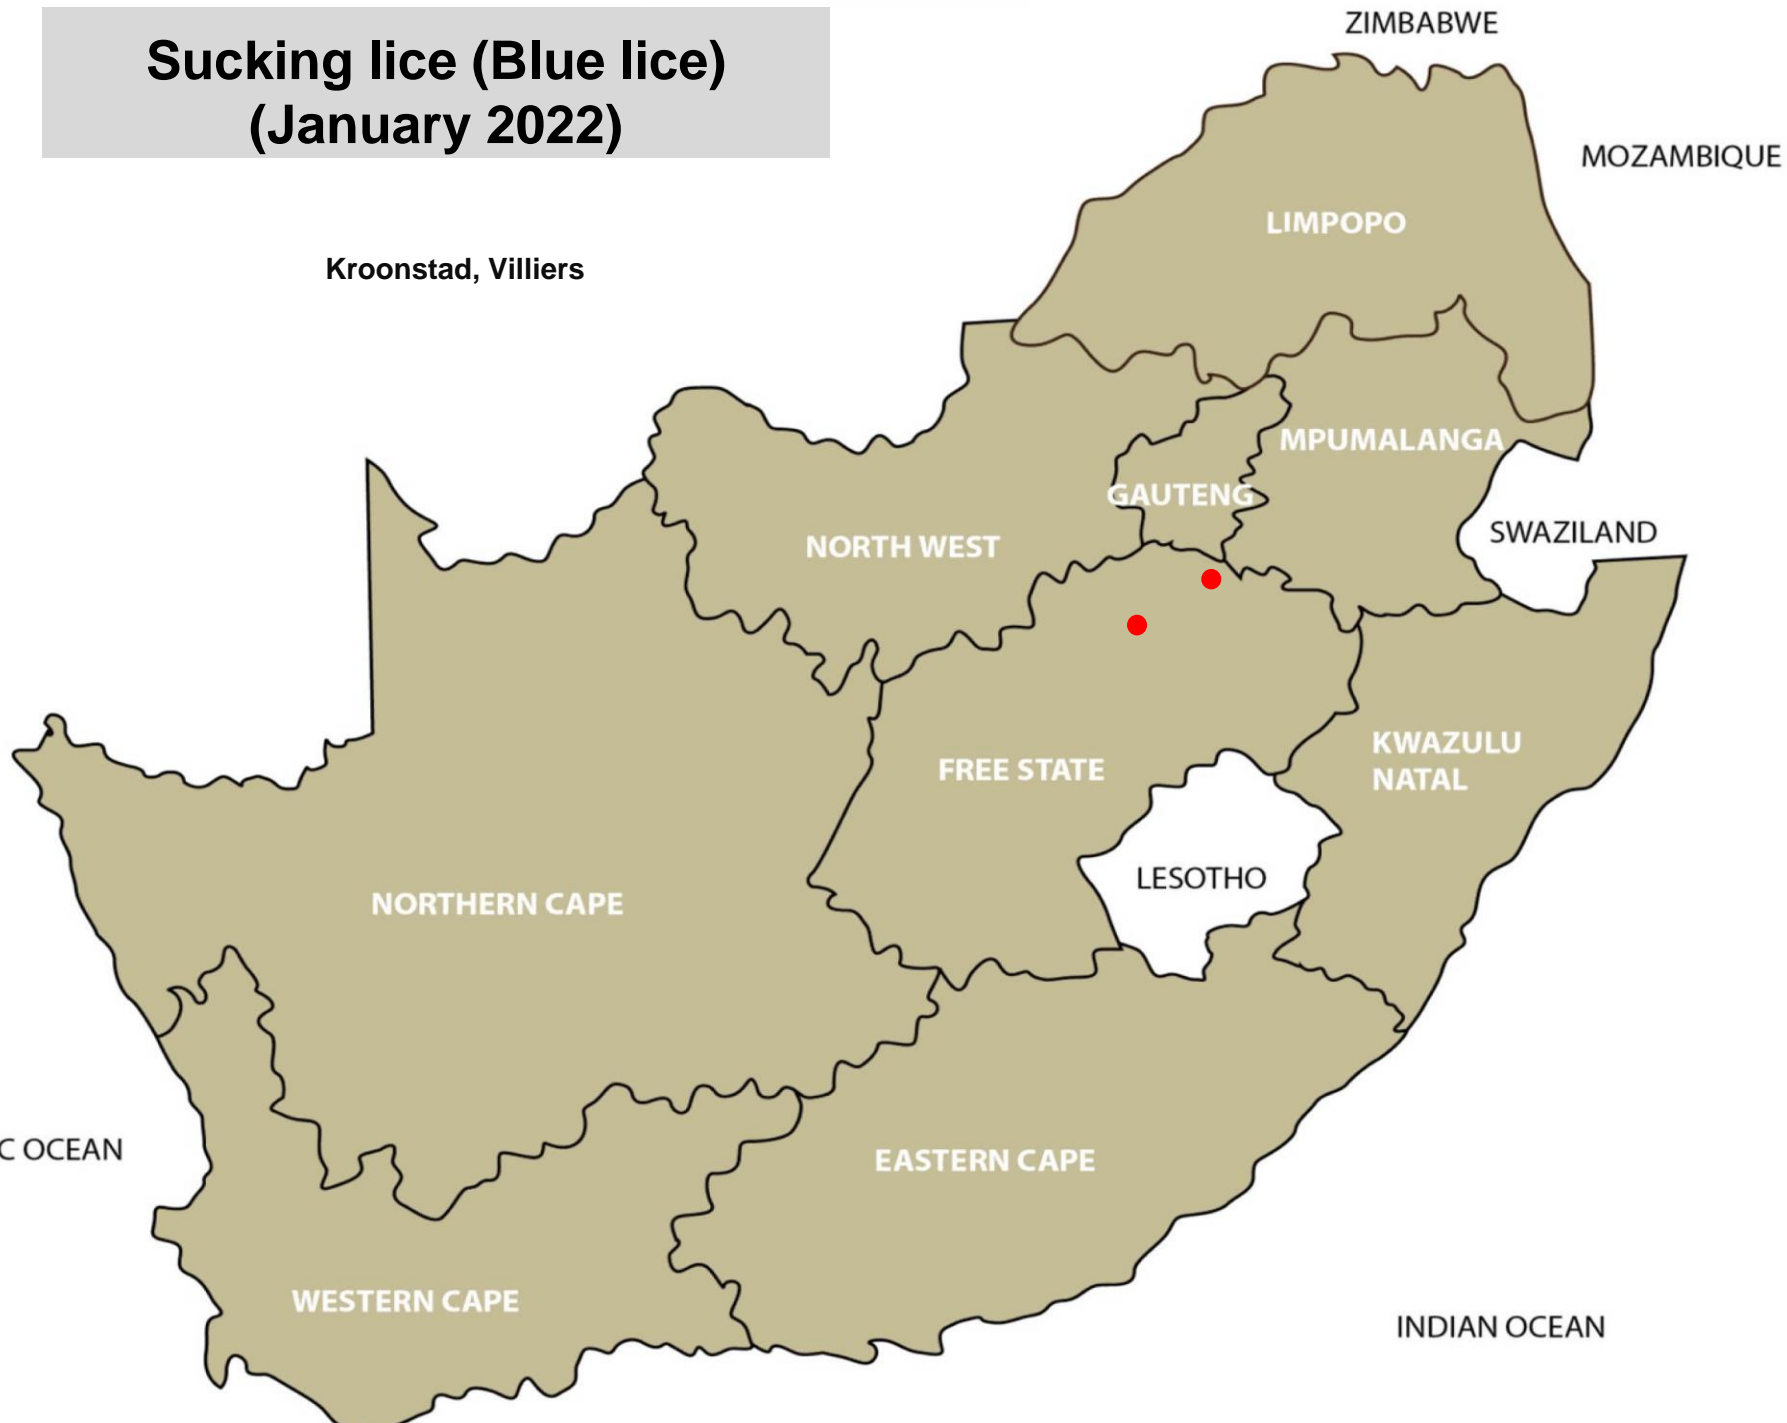 Sucking lice (Blue lice)
(January 2022)
Kroonstad, Villiers
ZIMBABWE
MOZAMBIQUE
LIMPOPO
MPUMALANGA
GAUTENG
NORTH WEST
SWAZILAND
KWAZULU
NATAL
FREE STATE
LESOTHO
NORTHERN CAPE
C OCEAN
EASTERN CAPE
WESTERN CAPE
INDIAN OCEAN